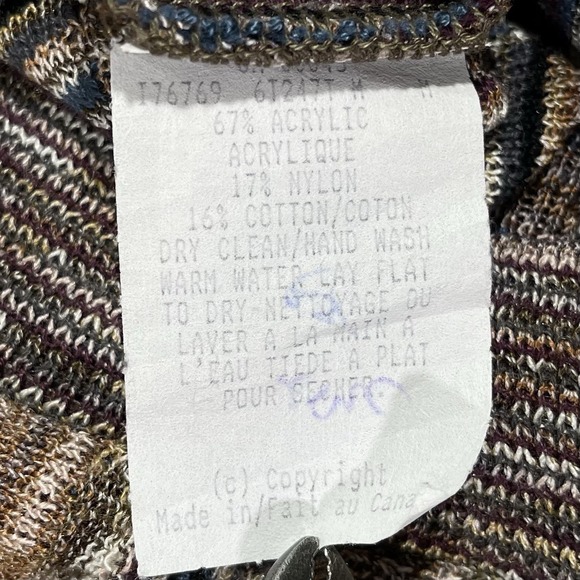 I76769 6T247T M M
67% ACRYLIC
ACRYLIQUE
17% NYLON
16% COTTON/COTON
DRY CLEAN/HAND WASH
WARM WATER LAY FLAT
TO DRY-NETTOYAGE OU
LAVER A LA MAIN A
L'EAU TIEDE A PLAT
POUR SECHER
(c) Copyright
Made in/Fait au Cana